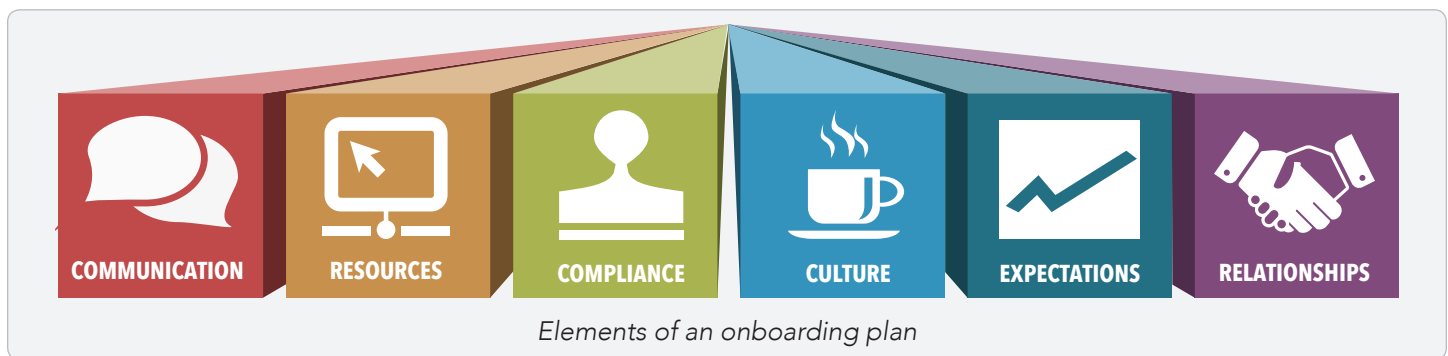 COMMUNICATION
RESOURCES
COMPLIANCE
CULTURE
EXPECTATIONS
RELATIONSHIPS
Elements of an onboarding plan